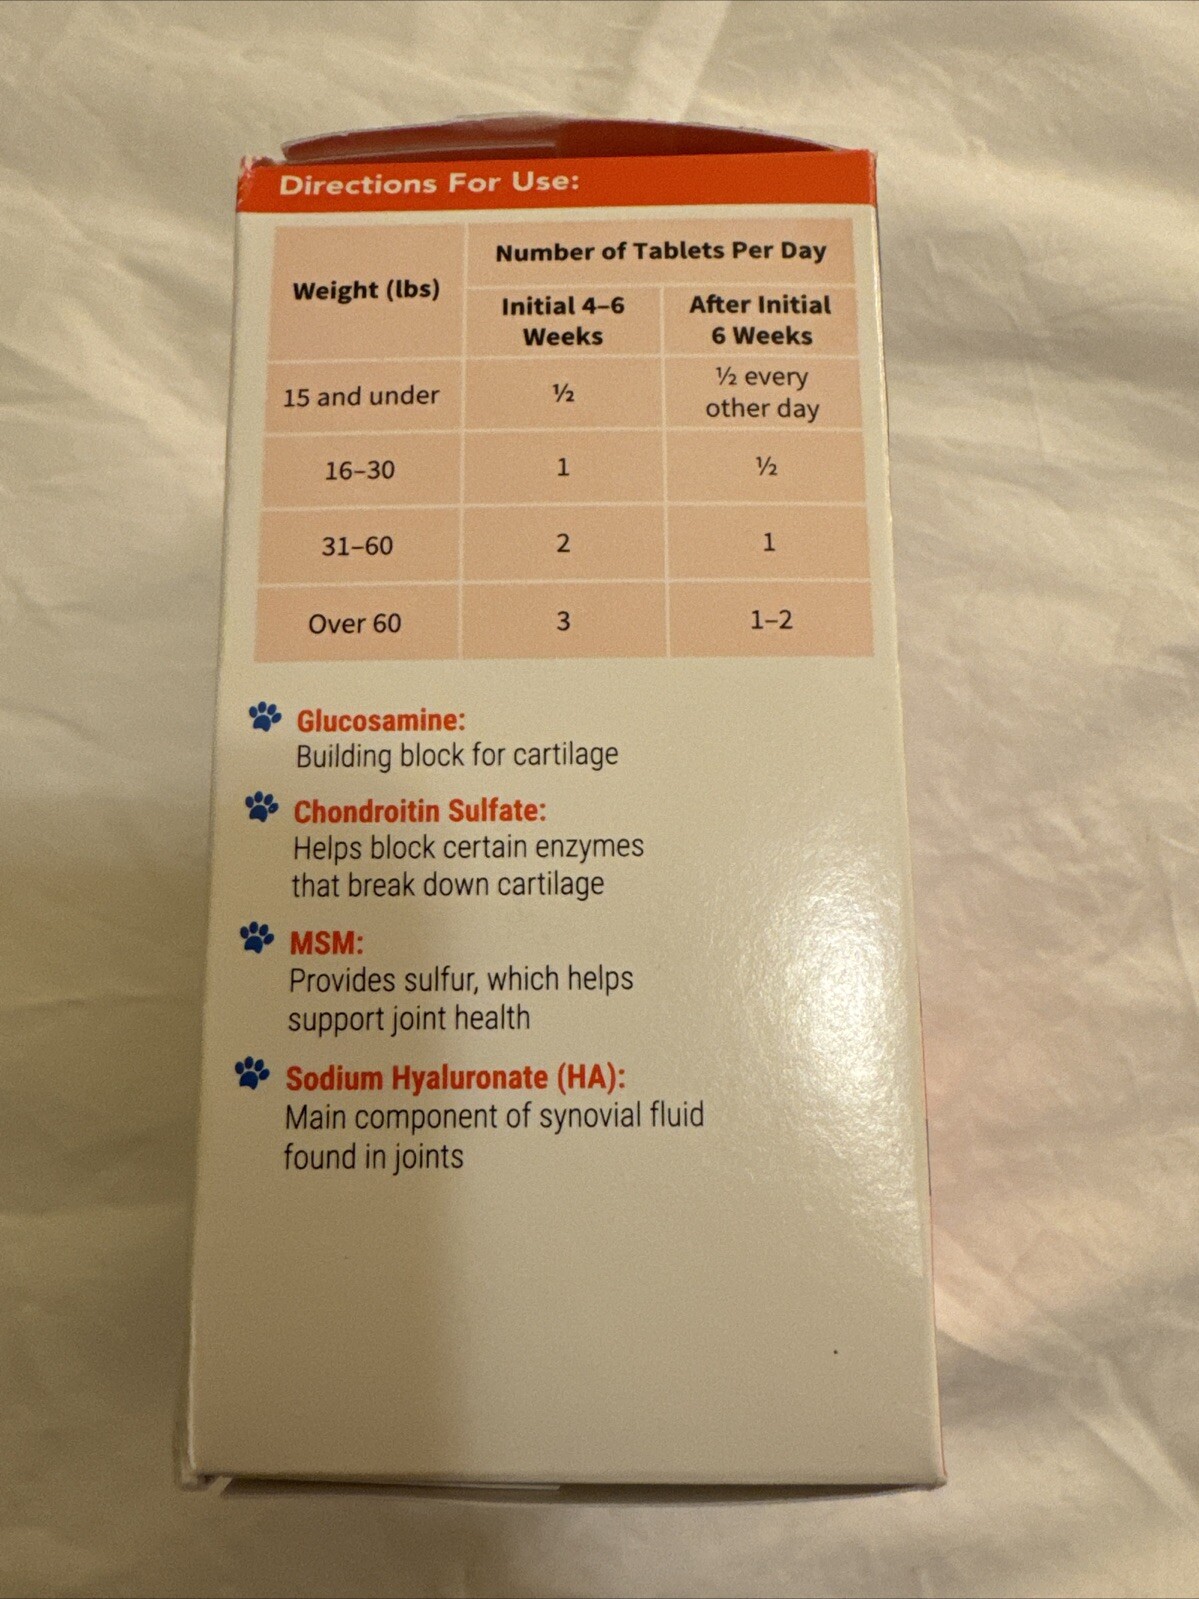 Directions For Use:
Weight (lbs)
Number of Tablets Per Day
Initial 4–6
Weeks
After Initial
6 Weeks
15 and under
½
½ every
other day
16–30
1
½
31–60
2
1
Over 60
3
1–2
Glucosamine:
Building block for cartilage
Chondroitin Sulfate:
Helps block certain enzymes
that break down cartilage
MSM:
Provides sulfur, which helps
support joint health
Sodium Hyaluronate (HA):
Main component of synovial fluid
found in joints